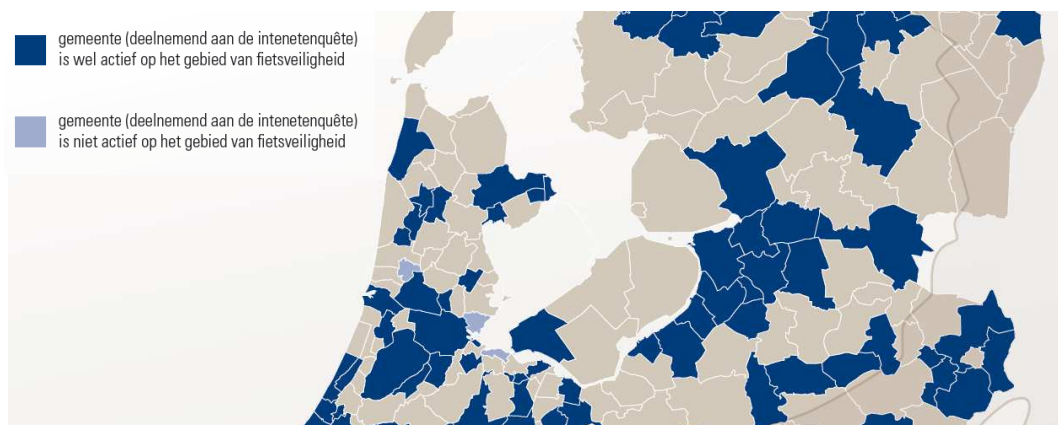 gemeente (deelnemend aan de intenetenquête)
is wel actief op het gebied van fietsveiligheid
gemeente (deelnemend aan de intenetenquête)
is niet actief op het gebied van fietsveiligheid